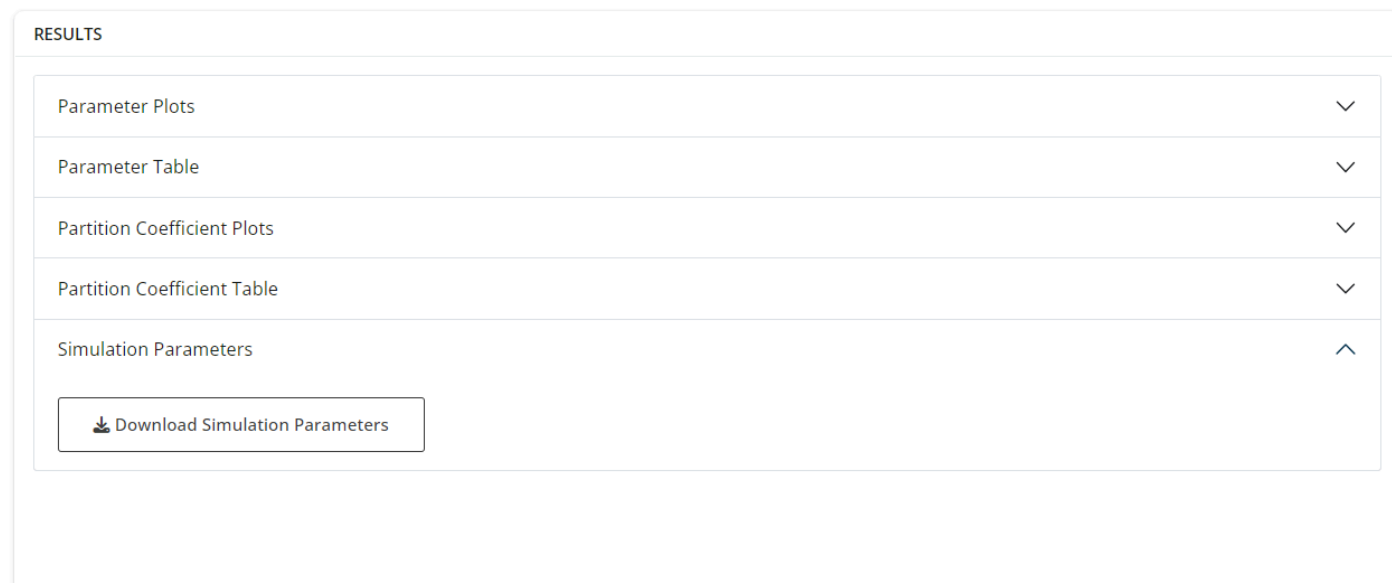 RESULTS
Parameter Plots
Parameter Table
Partition Coefficient Plots
Partition Coefficient Table
Simulation Parameters
Download Simulation Parameters